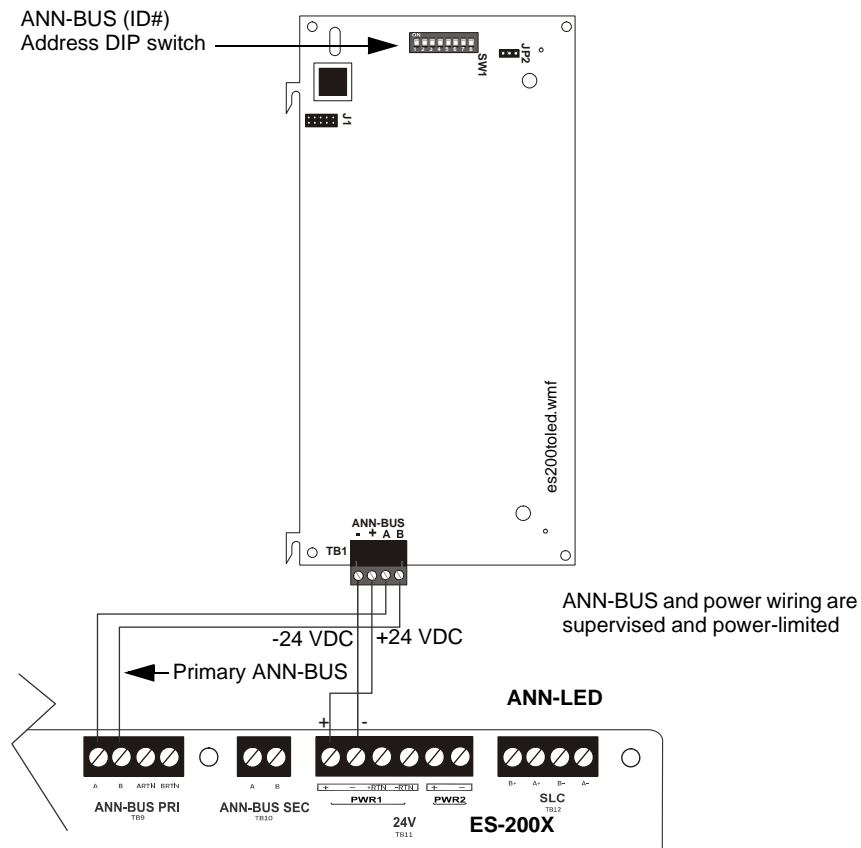 ANN-BUS (ID#)
Address DIP switch
ON
1 2 3 4 5 6 7 8
SW1
JP2
J1
es200toled.wmf
ANN-BUS
- + A B
TB1
ANN-BUS and power wiring are
supervised and power-limited
-24 VDC +24 VDC
Primary ANN-BUS
ANN-LED
+ -
A B ARTN BRTN
ANN-BUS PRI
TB9
A B
ANN-BUS SEC
TB10
+ - +RTN -RTN + -
PWR1 PWR2
24V
TB11
B+ A+ B- A-
SLC
TB12
ES-200X